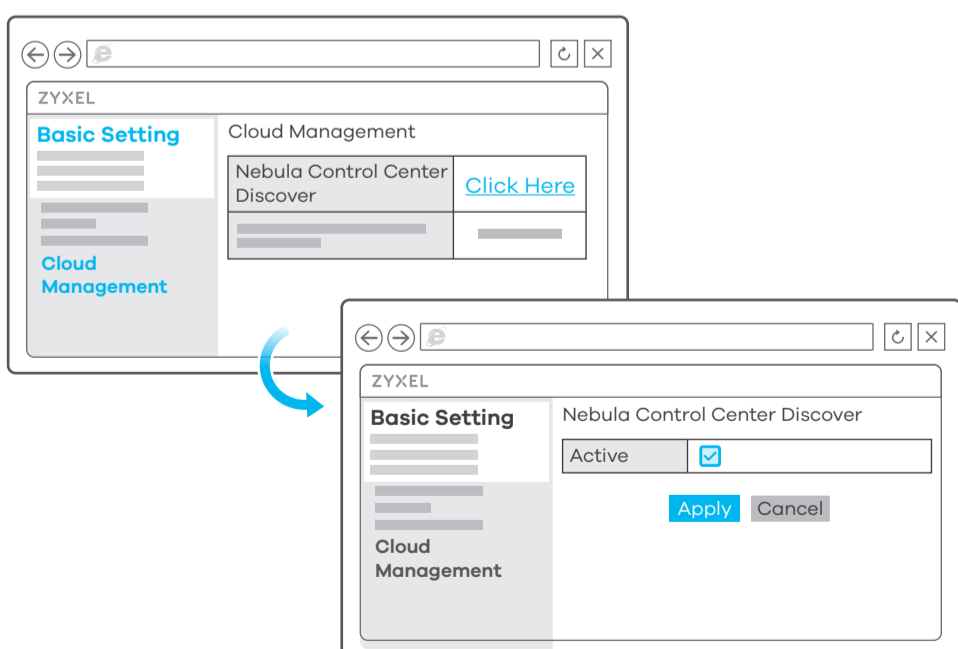 ZYXEL
Basic Setting
Cloud
Management
Cloud Management
Nebula Control Center
Discover
Click Here
ZYXEL
Basic Setting
Cloud
Management
Nebula Control Center Discover
Active
Apply
Cancel